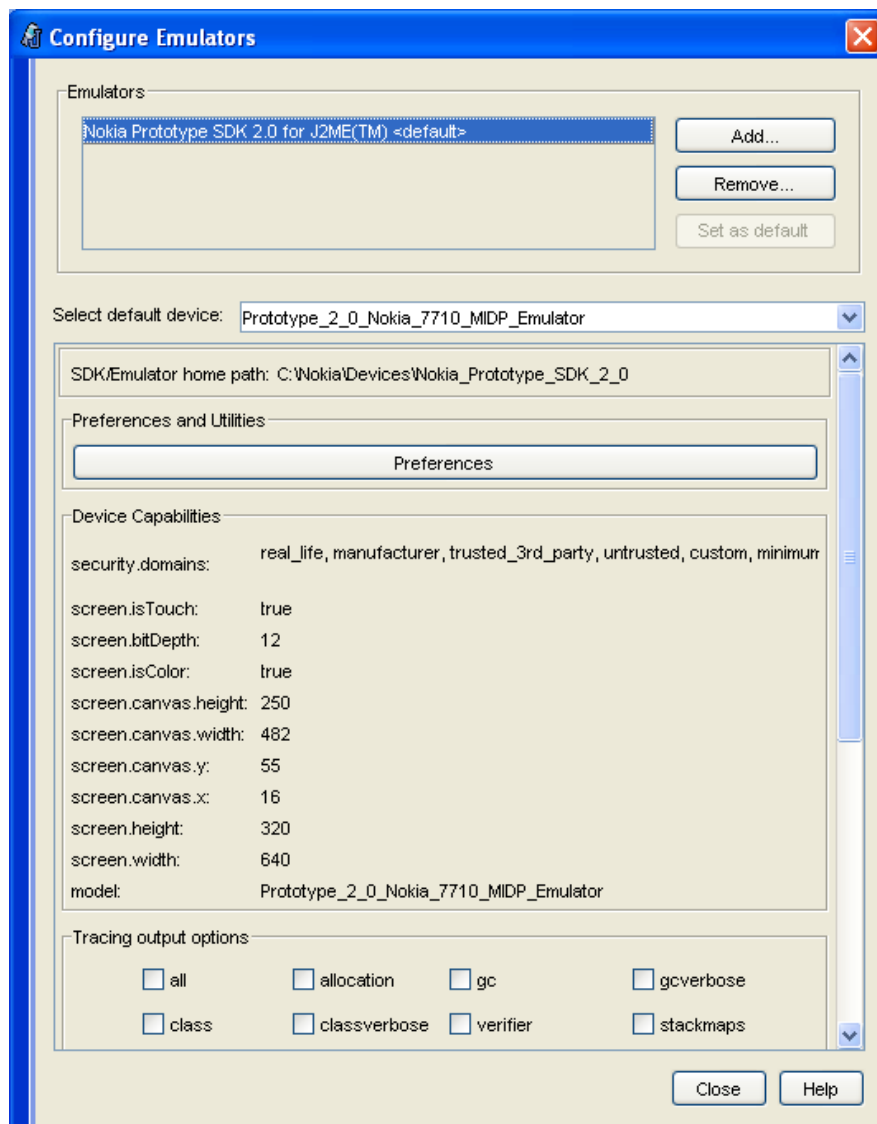 Configure Emulators
Emulators
Nokia Prototype SDK 2.0 for J2ME(TM) <default>
Add...
Remove...
Set as default
Select default device: Prototype_2_0_Nokia_7710_MIDP_Emulator
SDK/Emulator home path: C:\Nokia\Devices\Nokia_Prototype_SDK_2_0
Preferences and Utilities
Preferences
Device Capabilities
security.domains: real_life, manufacturer, trusted_3rd_party, untrusted, custom, minimum
screen.isTouch: true
screen.bitDepth: 12
screen.isColor: true
screen.canvas.height: 250
screen.canvas.width: 482
screen.canvas.y: 55
screen.canvas.x: 16
screen.height: 320
screen.width: 640
model: Prototype_2_0_Nokia_7710_MIDP_Emulator
Tracing output options
all allocation gc gcverbose
class classverbose verifier stackmaps
Close Help